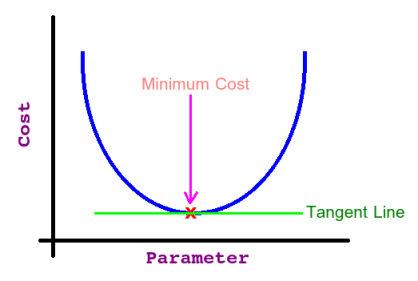 Minimum Cost
Cost
x
Tangent Line
Parameter